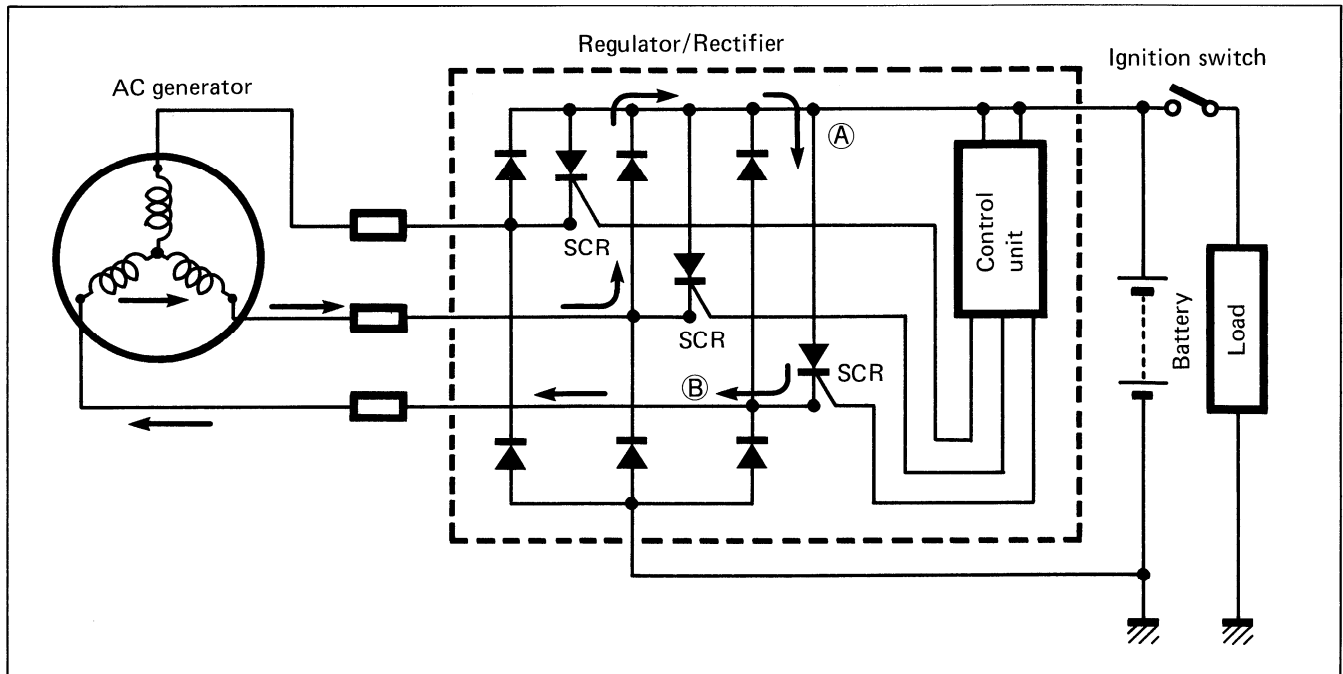 Regulator/Rectifier
Ignition switch
AC generator
Ⓐ
SCR
Control
unit
SCR
Ⓑ
SCR
Battery
Load